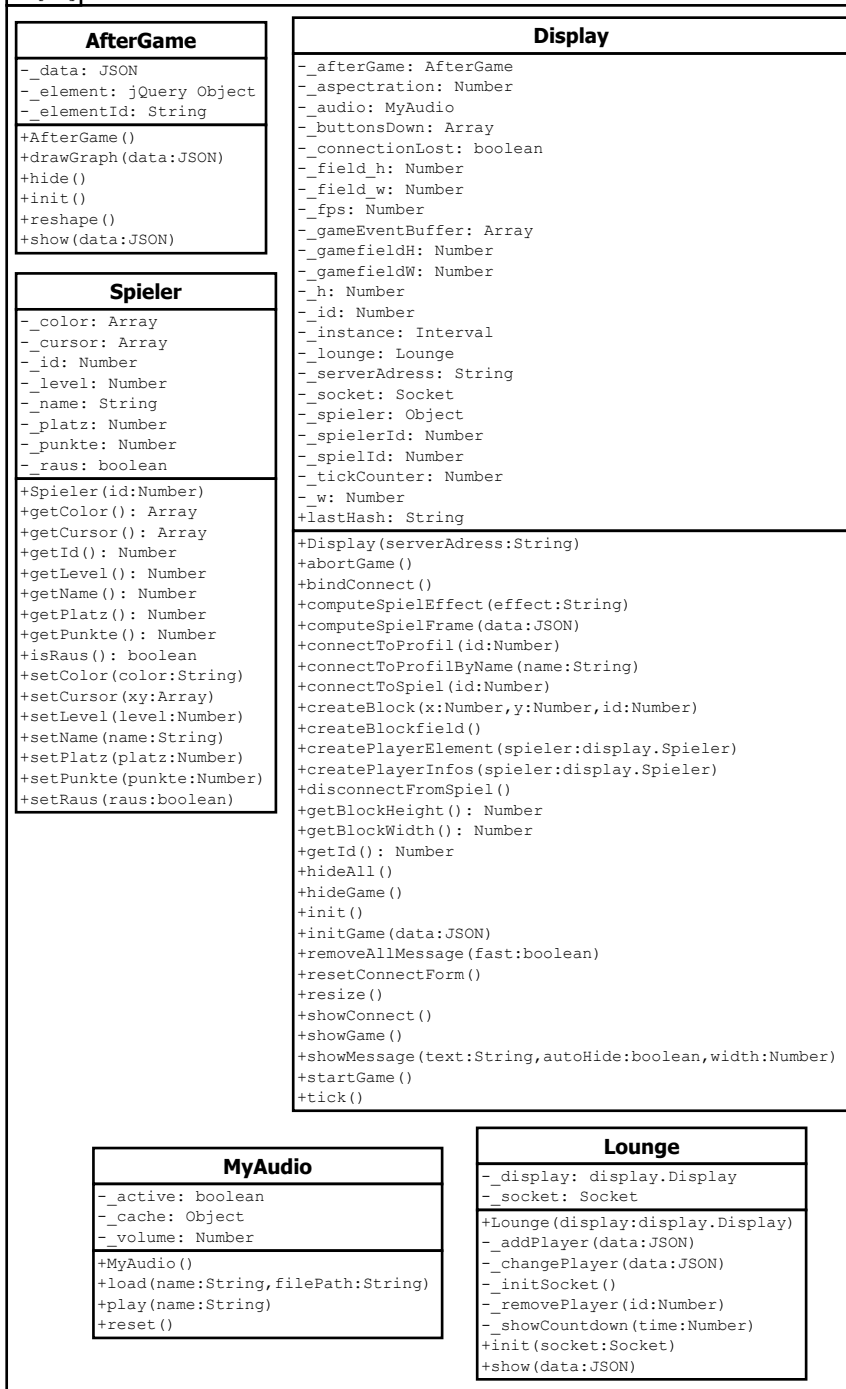 AfterGame
-_data: JSON
-_element: jQuery Object
-_elementId: String
+AfterGame()
+drawGraph(data:JSON)
+hide()
+init()
+reshape()
+show(data:JSON)
Spieler
-_color: Array
-_cursor: Array
-_id: Number
-_level: Number
-_name: String
-_platz: Number
-_punkte: Number
-_raus: boolean
+Spieler(id:Number)
+getColor(): Array
+getCursor(): Array
+getId(): Number
+getLevel(): Number
+getName(): Number
+getPlatz(): Number
+getPunkte(): Number
+isRaus(): boolean
+setColor(color:String)
+setCursor(xy:Array)
+setLevel(level:Number)
+setName(name:String)
+setPlatz(platz:Number)
+setPunkte(punkte:Number)
+setRaus(raus:boolean)
Display
-_afterGame: AfterGame
-_aspectration: Number
-_audio: MyAudio
-_buttonsDown: Array
-_connectionLost: boolean
-_field_h: Number
-_field_w: Number
-_fps: Number
-_gameEventBuffer: Array
-_gamefieldH: Number
-_gamefieldW: Number
-_h: Number
-_id: Number
-_instance: Interval
-_lounge: Lounge
-_serverAdress: String
-_socket: Socket
-_spieler: Object
-_spielerId: Number
-_spielId: Number
-_tickCounter: Number
-_w: Number
+lastHash: String
+Display(serverAdress:String)
+abortGame()
+bindConnect()
+computeSpielEffect(effect:String)
+computeSpielFrame(data:JSON)
+connectToProfil(id:Number)
+connectToProfilByName(name:String)
+connectToSpiel(id:Number)
+createBlock(x:Number,y:Number,id:Number)
+createBlockfield()
+createPlayerElement(spieler:display.Spieler)
+createPlayerInfos(spieler:display.Spieler)
+disconnectFromSpiel()
+getBlockHeight(): Number
+getBlockWidth(): Number
+getId(): Number
+hideAll()
+hideGame()
+init()
+initGame(data:JSON)
+removeAllMessage(fast:boolean)
+resetConnectForm()
+resize()
+showConnect()
+showGame()
+showMessage(text:String,autoHide:boolean,width:Number)
+startGame()
+tick()
MyAudio
-_active: boolean
-_cache: Object
-_volume: Number
+MyAudio()
+load(name:String,filePath:String)
+play(name:String)
+reset()
Lounge
-_display: display.Display
-_socket: Socket
+Lounge(display:display.Display)
-_addPlayer(data:JSON)
-_changePlayer(data:JSON)
-_initSocket()
-_removePlayer(id:Number)
-_showCountdown(time:Number)
+init(socket:Socket)
+show(data:JSON)